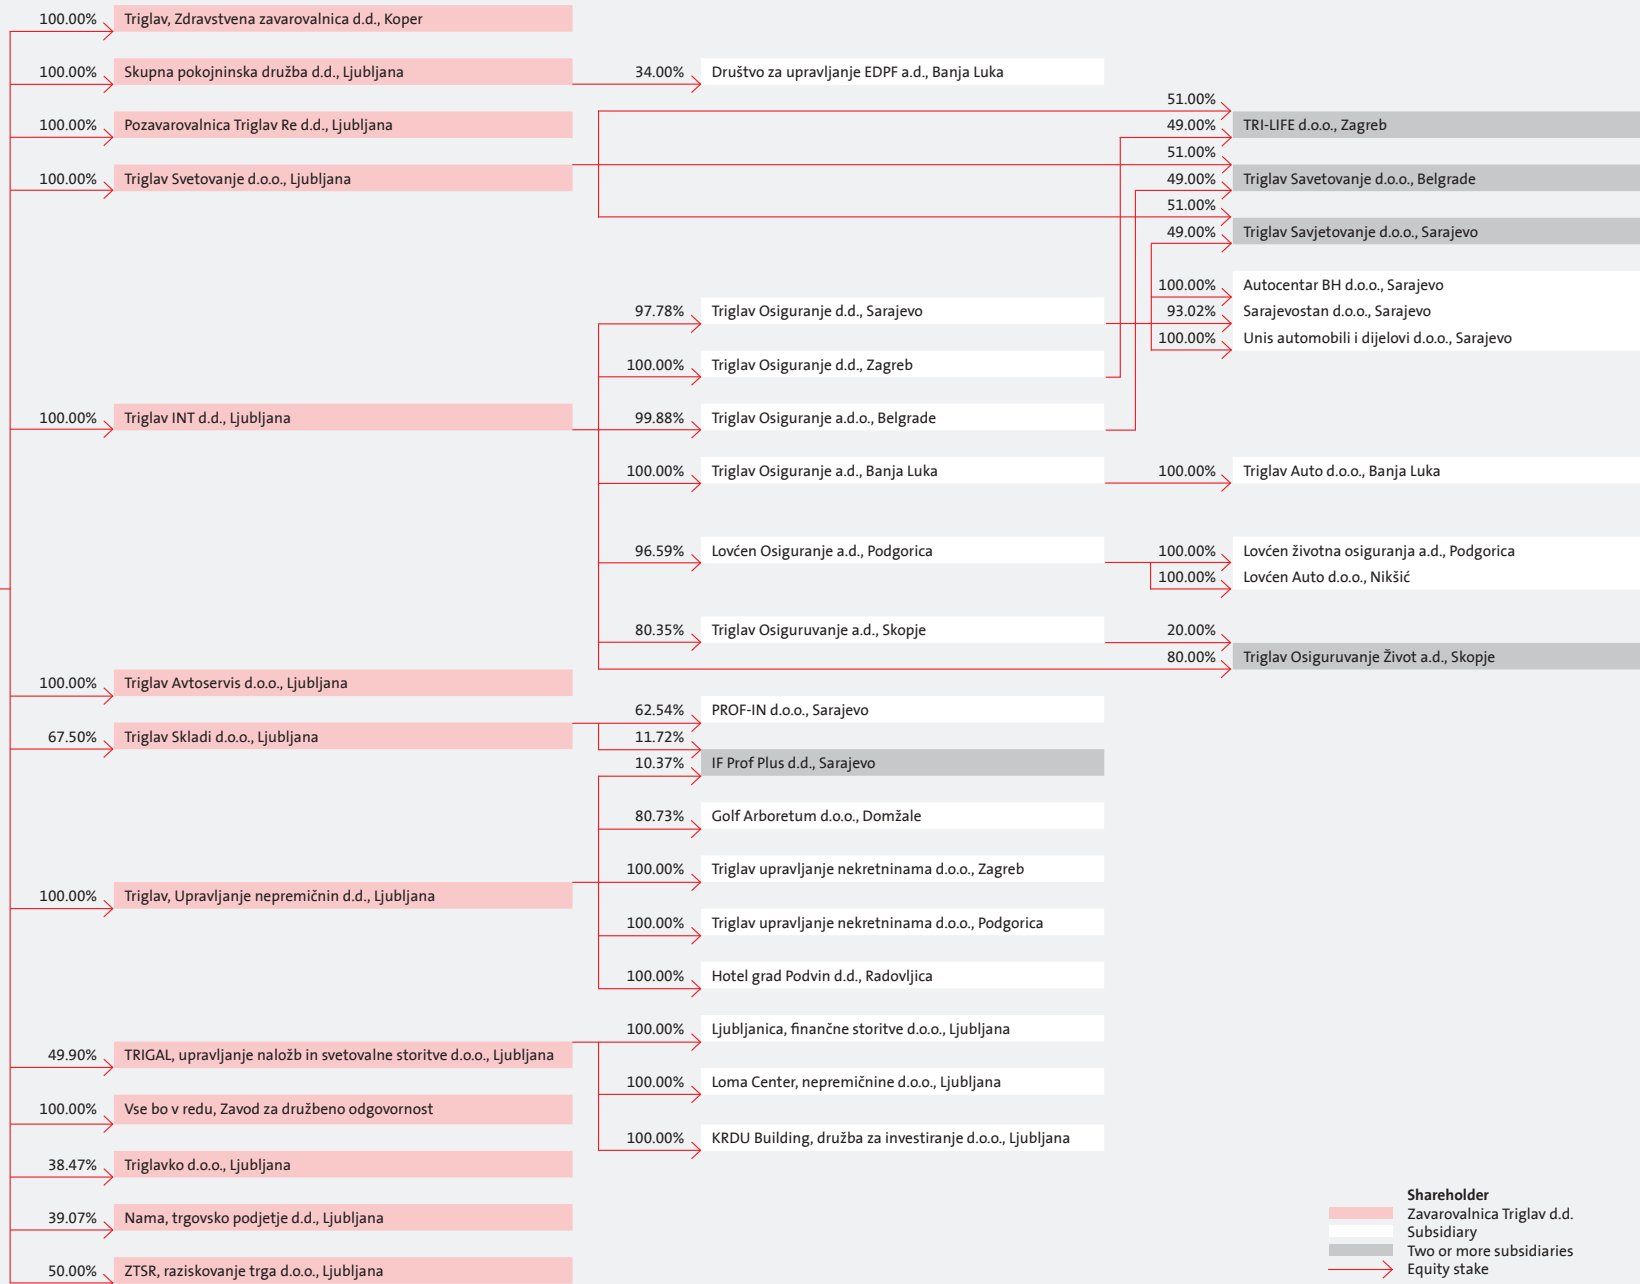 100.00% Triglav, Zdravstvena zavarovalnica d.d., Koper
100.00% Skupna pokojninska družba d.d., Ljubljana
34.00% Društvo za upravljanje EDPF a.d., Banja Luka
51.00%
100.00% Pozavarovalnica Triglav Re d.d., Ljubljana
49.00% TRI-LIFE d.o.o., Zagreb
51.00%
100.00% Triglav Svetovanje d.o.o., Ljubljana
49.00% Triglav Savetovanje d.o.o., Belgrade
51.00%
49.00% Triglav Savjetovanje d.o.o., Sarajevo
100.00% Autocentar BH d.o.o., Sarajevo
97.78% Triglav Osiguranje d.d., Sarajevo
93.02% Sarajevostan d.o.o., Sarajevo
100.00% Unis automobili i dijelovi d.o.o., Sarajevo
100.00% Triglav Osiguranje d.d., Zagreb
100.00% Triglav INT d.d., Ljubljana
99.88% Triglav Osiguranje a.d.o., Belgrade
100.00% Triglav Osiguranje a.d., Banja Luka
100.00% Triglav Auto d.o.o., Banja Luka
96.59% Lovćen Osiguranje a.d., Podgorica
100.00% Lovćen životna osiguranja a.d., Podgorica
100.00% Lovćen Auto d.o.o., Nikšić
80.35% Triglav Osiguruvanje a.d., Skopje
20.00%
80.00% Triglav Osiguruvanje Život a.d., Skopje
100.00% Triglav Avtoservis d.o.o., Ljubljana
62.54% PROF-IN d.o.o., Sarajevo
67.50% Triglav Skladi d.o.o., Ljubljana
11.72%
10.37% IF Prof Plus d.d., Sarajevo
80.73% Golf Arboretum d.o.o., Domžale
100.00% Triglav upravljanje nekretninama d.o.o., Zagreb
100.00% Triglav, Upravljanje nepremičnin d.d., Ljubljana
100.00% Triglav upravljanje nekretninama d.o.o., Podgorica
100.00% Hotel grad Podvin d.d., Radovljica
100.00% Ljubljanica, finančne storitve d.o.o., Ljubljana
49.90% TRIGAL, upravljanje naložb in svetovalne storitve d.o.o., Ljubljana
100.00% Loma Center, nepremičnine d.o.o., Ljubljana
100.00% Vse bo v redu, Zavod za družbeno odgovornost
100.00% KRDU Building, družba za investiranje d.o.o., Ljubljana
38.47% Triglavko d.o.o., Ljubljana
39.07% Nama, trgovsko podjetje d.d., Ljubljana
50.00% ZTSR, raziskovanje trga d.o.o., Ljubljana
Shareholder
Zavarovalnica Triglav d.d.
Subsidiary
Two or more subsidiaries
Equity stake